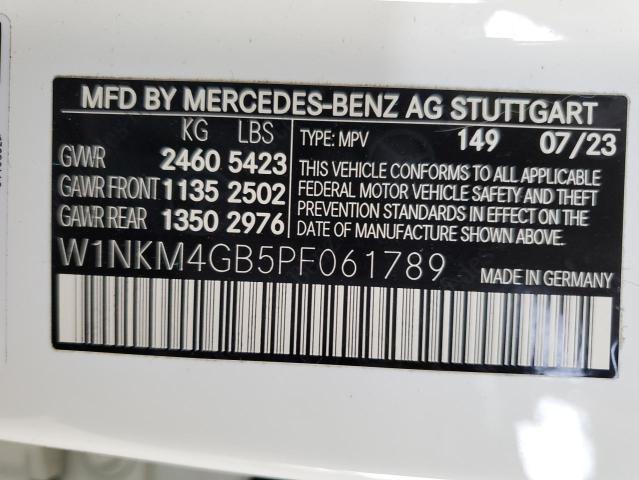 MFD BY MERCEDES-BENZ AG STUTTGART
KG LBS
GVWR 2460 5423
GAWR FRONT 1135 2502
GAWR REAR 1350 2976
TYPE: MPV 149 07/23
THIS VEHICLE CONFORMS TO ALL APPLICABLE
FEDERAL MOTOR VEHICLE SAFETY AND THEFT
PREVENTION STANDARDS IN EFFECT ON THE
DATE OF MANUFACTURE SHOWN ABOVE.
W1NKM4GB5PF061789
MADE IN GERMANY